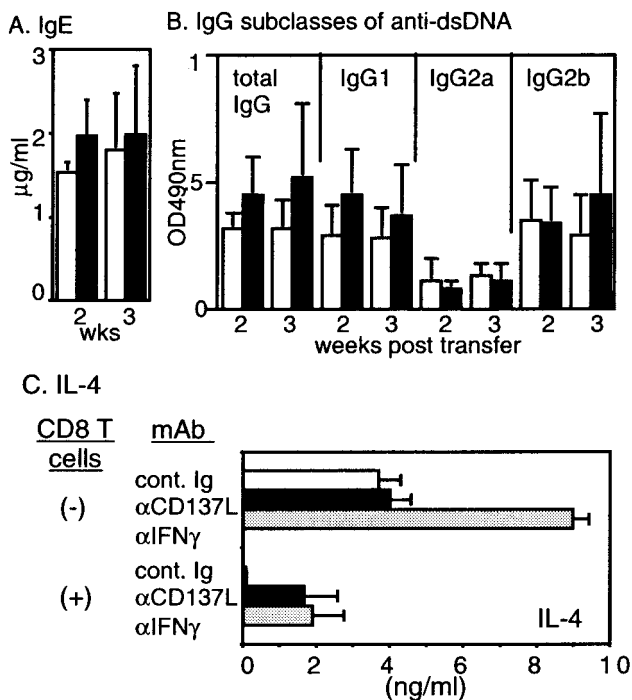 A. IgE
B. IgG subclasses of anti-dsDNA
3
2
1
0
µg/ml
2 3
wks
1
.5
0
OD490nm
total IgG
IgG1
IgG2a
IgG2b
2 3 2 3 2 3 2 3
weeks post transfer
C. IL-4
CD8 T cells
mAb
(-)
cont. Ig
αCD137L
αIFNγ
(+)
cont. Ig
αCD137L
αIFNγ
IL-4
0 2 4 6 8 10
(ng/ml)